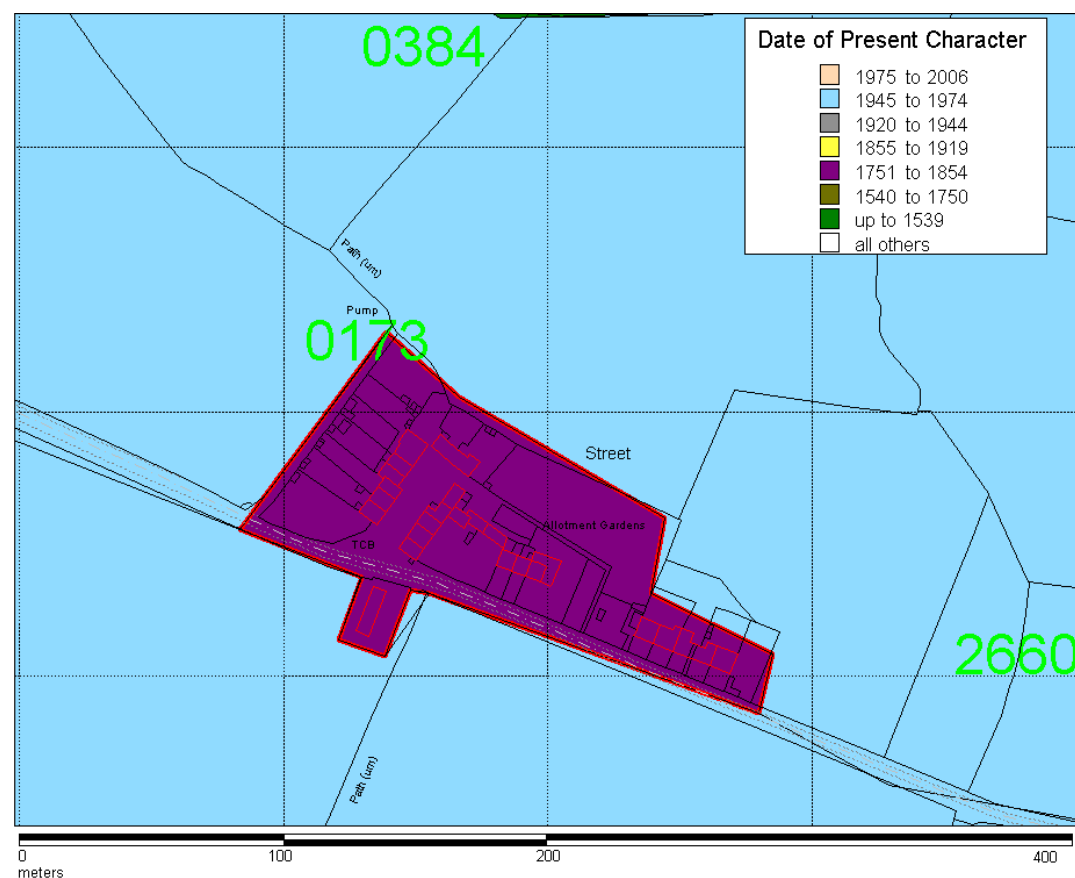 0384
Date of Present Character
1975 to 2006
1945 to 1974
1920 to 1944
1855 to 1919
1751 to 1854
1540 to 1750
up to 1539
all others
Path (um)
Pump
0173
Street
Allotment Gardens
TCB
2660
Path (um)
0 100 200 400
meters